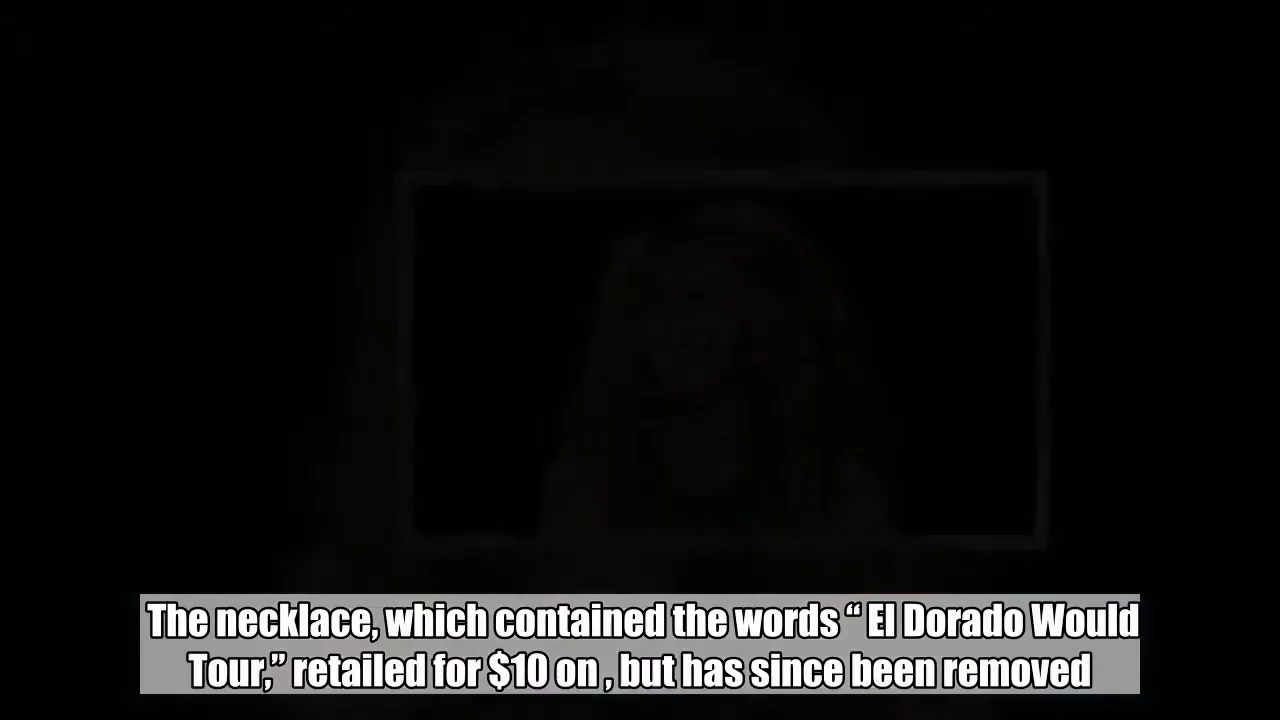 The necklace, which contained the words “ El Dorado Would
Tour,” retailed for $10 on , but has since been removed